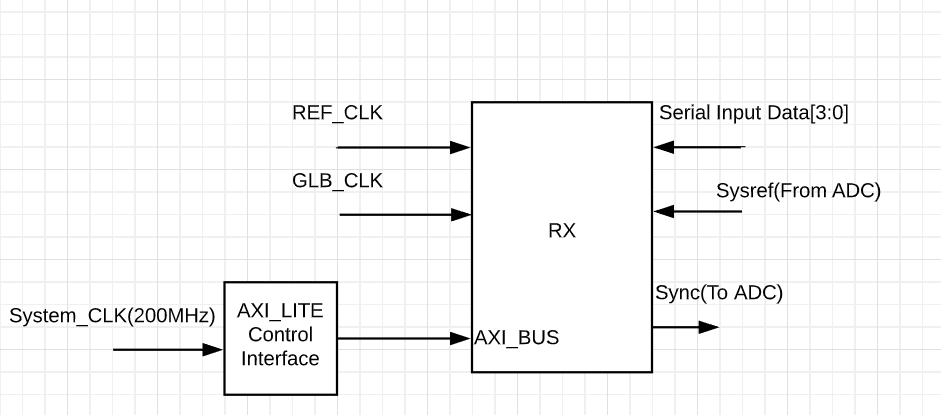 REF_CLK
Serial Input Data[3:0]
GLB_CLK
Sysref(From ADC)
RX
Sync(To ADC)
System_CLK(200MHz)
AXI_LITE
Control
Interface
AXI_BUS